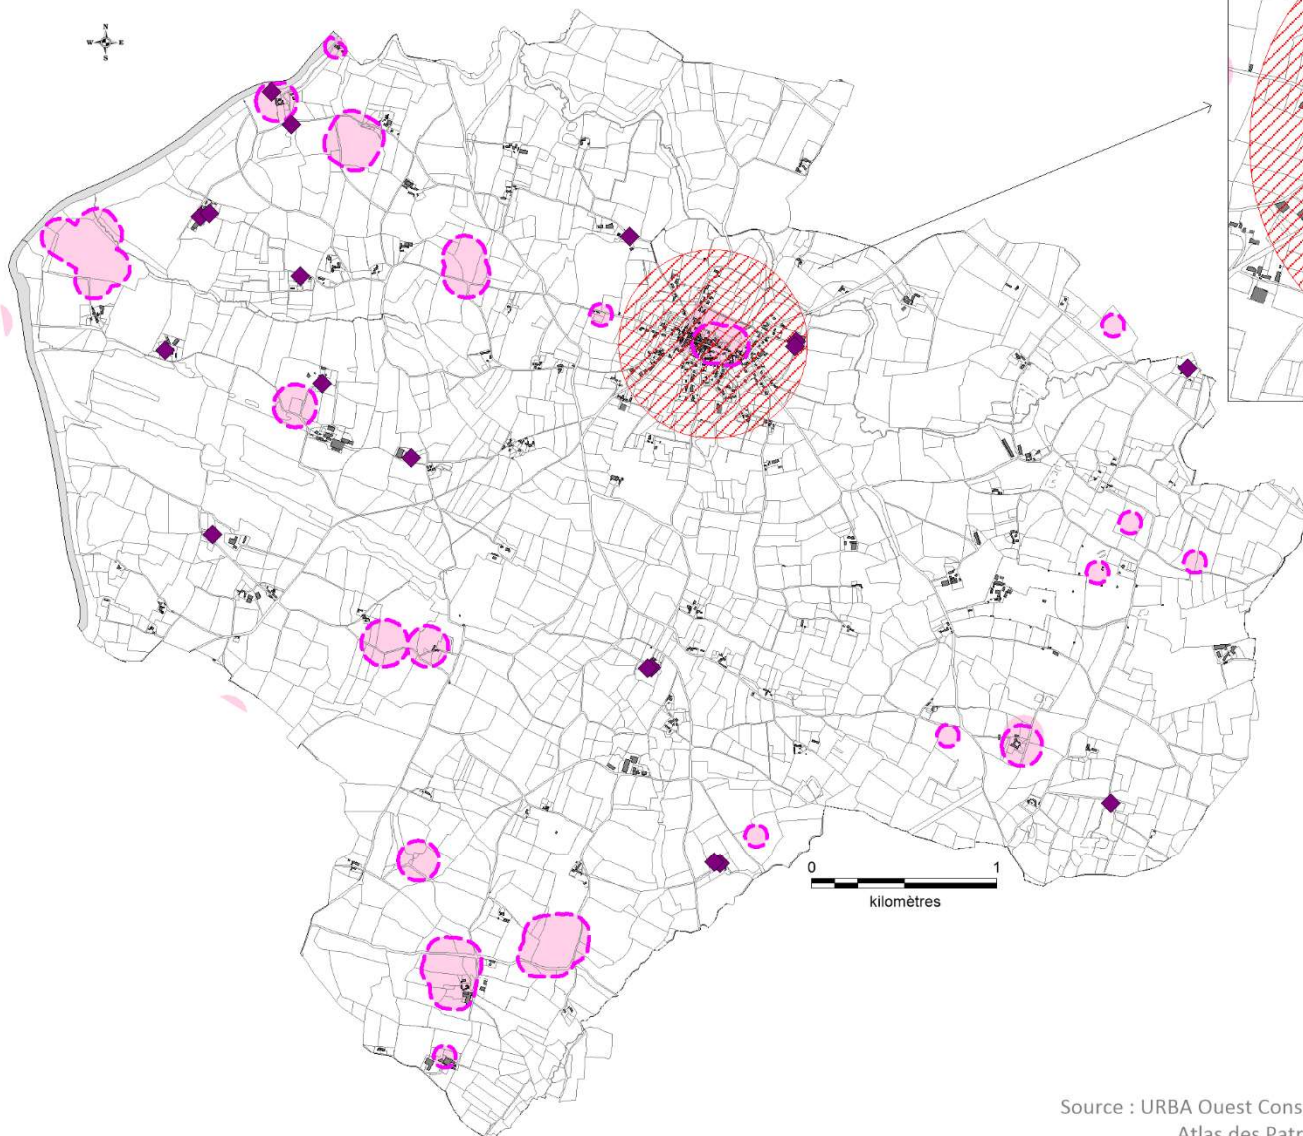 N
W E
S
0 1
kilomètres
Source : URBA Ouest Cons
Atlas des Patr